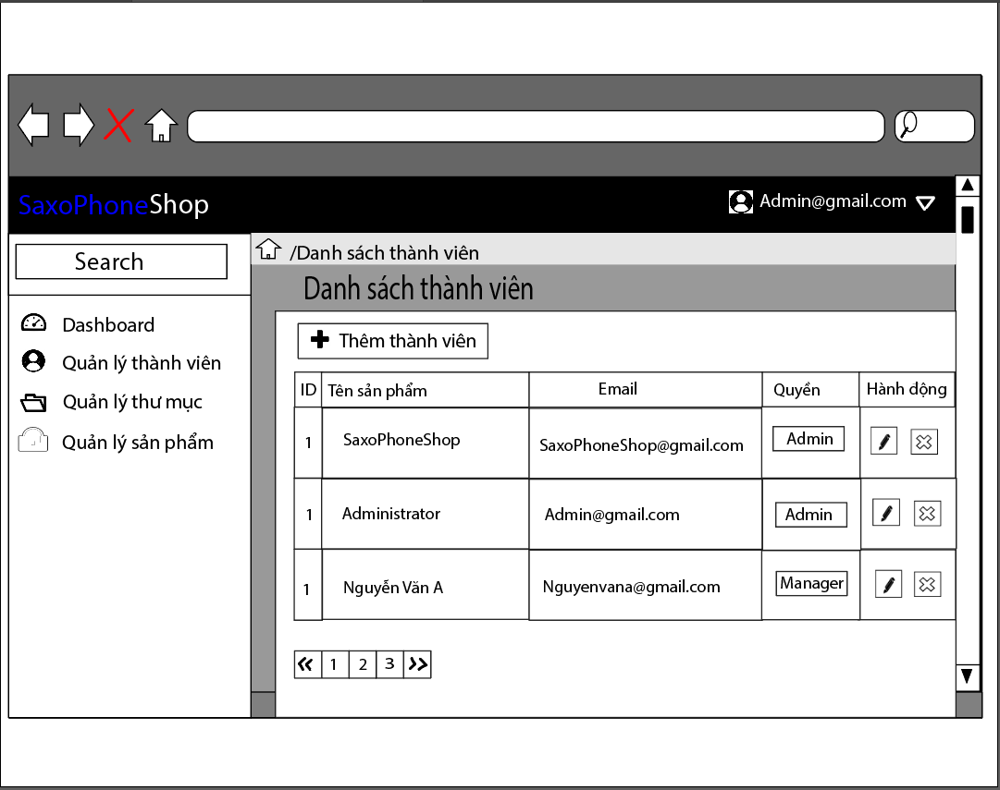 SaxoPhoneShop
Admin@gmail.com
Search
/Danh sách thành viên
Danh sách thành viên
Dashboard
Quản lý thành viên
Quản lý thư mục
Quản lý sản phẩm
Thêm thành viên
ID Tên sản phẩm Email Quyền Hành động
1 SaxoPhoneShop SaxoPhoneShop@gmail.com Admin
1 Administrator Admin@gmail.com Admin
1 Nguyễn Văn A Nguyenvana@gmail.com Manager
« 1 2 3 »